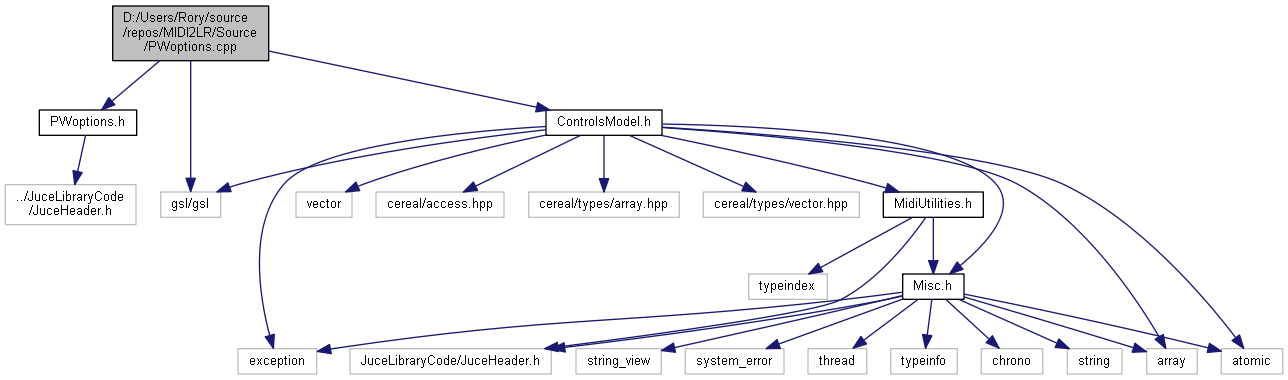 D:/Users/Rory/source
/repos/MIDI2LR/Source
/PWoptions.cpp
PWoptions.h
ControlsModel.h
../JuceLibraryCode
/JuceHeader.h
gsl/gsl
vector
cereal/access.hpp
cereal/types/array.hpp
cereal/types/vector.hpp
MidiUtilities.h
typeindex
Misc.h
exception
JuceLibraryCode/JuceHeader.h
string_view
system_error
thread
typeinfo
chrono
string
array
atomic